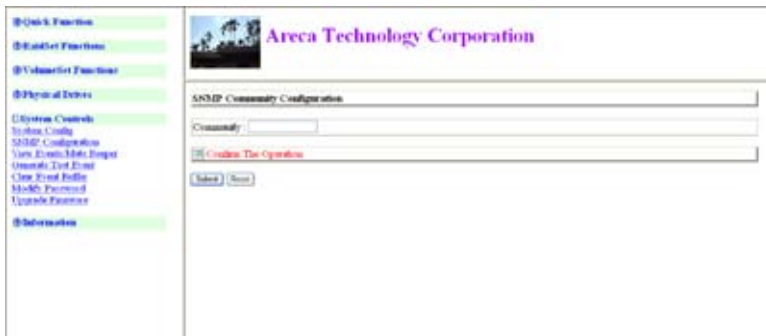 Quick Function
RaidSet Functions
VolumeSet Functions
Physical Drives
System Controls
System Config
SNMP Configuration
View Events/Mute Beeper
Generate Test Event
Clear Event Buffer
Modify Password
Upgrade Firmware
Information
Areca Technology Corporation
SNMP Community Configuration
Community
Confirm The Operation
Submit Reset